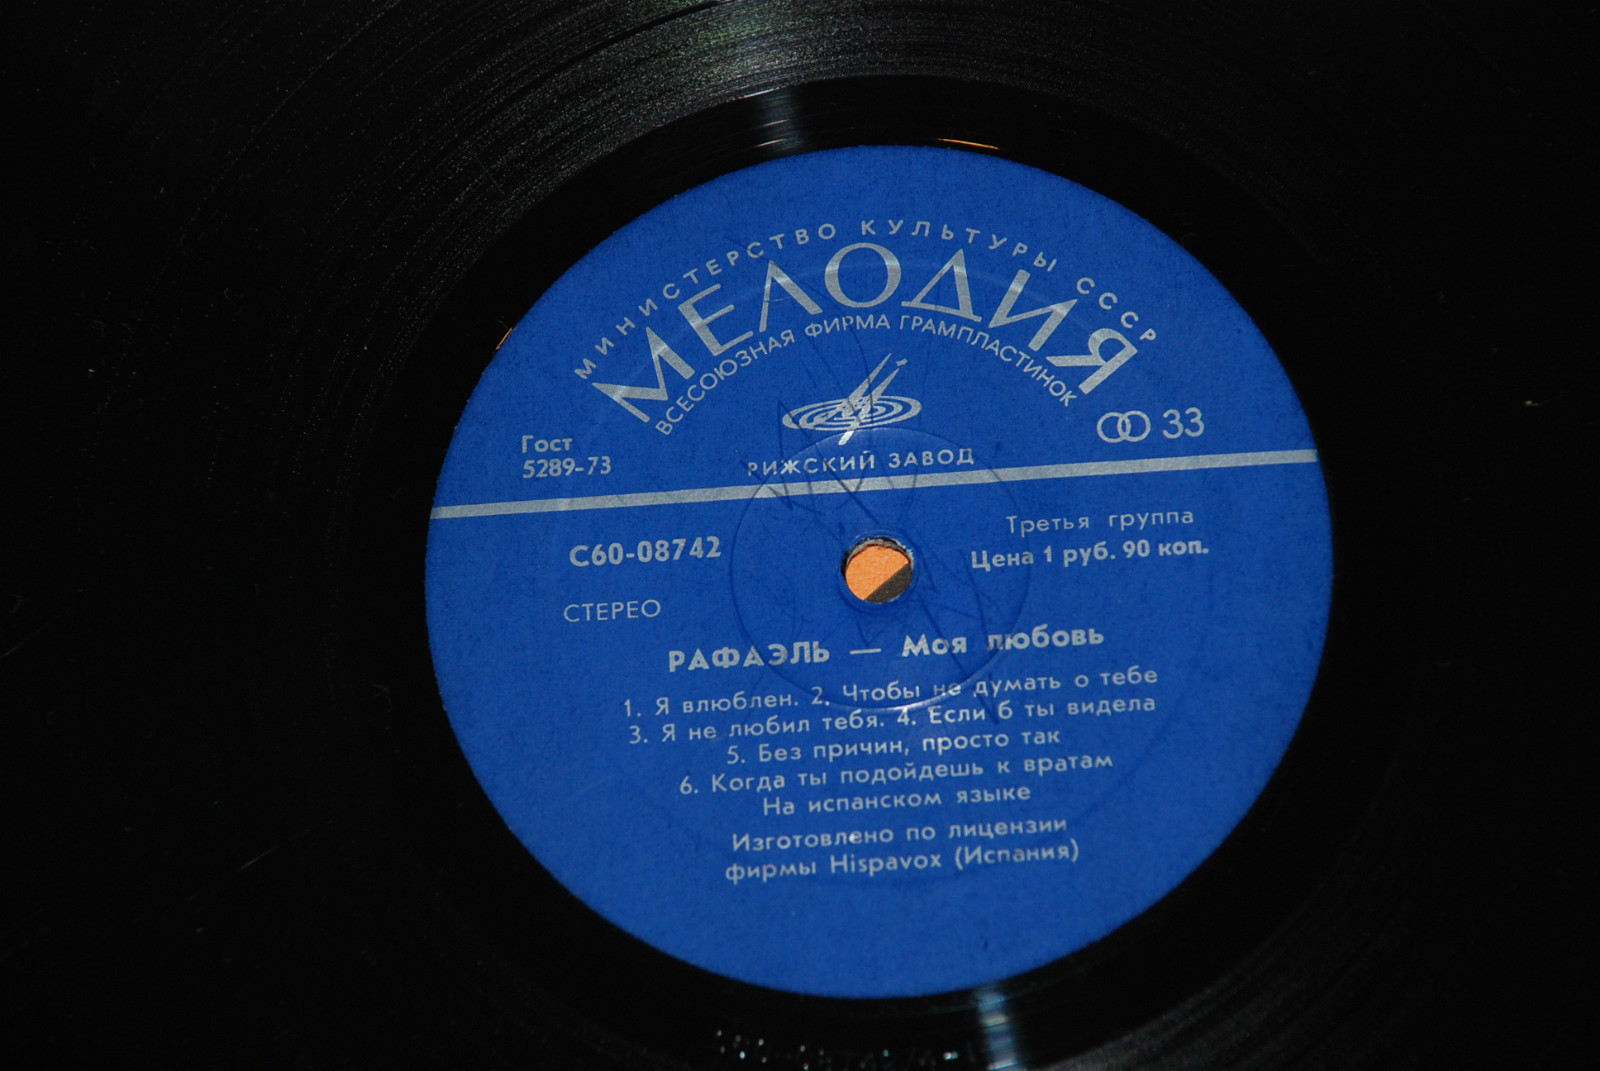 МИНИСТЕРСТВО КУЛЬТУРЫ СССР
МЕЛОДИЯ
ВСЕСОЮЗНАЯ ФИРМА ГРАМПЛАСТИНОК
33
Гост
5289-73
РИЖСКИЙ ЗАВОД
Третья группа
С60-08742
Цена 1 руб. 90 коп.
СТЕРЕО
РАФАЭЛЬ — Моя любовь
1. Я влюблен. 2. Чтобы не думать о тебе
3. Я не любил тебя. 4. Если б ты видела
5. Без причин, просто так
6. Когда ты подойдешь к вратам
На испанском языке
Изготовлено по лицензии
фирмы Hispavox (Испания)